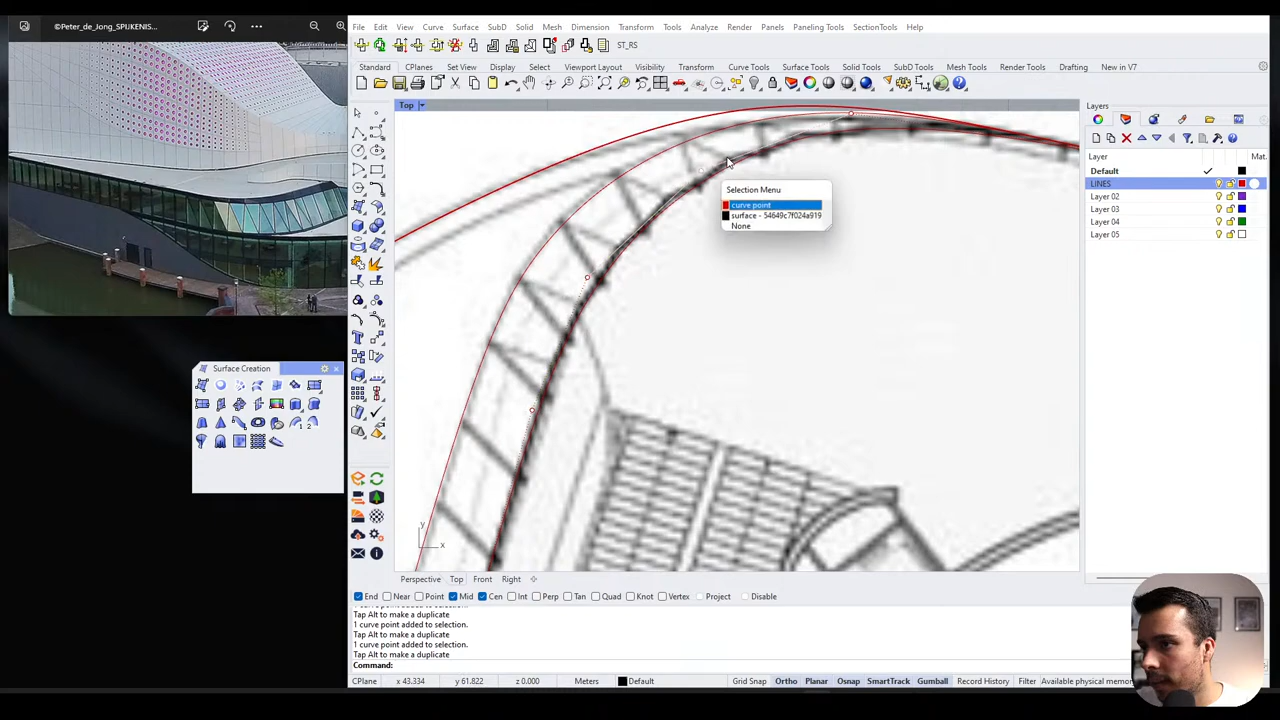 ©Peter_de_Jong_SPIJKENIS...
File Edit View Curve Surface SubD Solid Mesh Dimension Transform Tools Analyze Render Panels Paneling Tools SectionTools Help
ST_RS
Standard CPlanes Set View Display Select Viewport Layout Visibility Transform Curve Tools Surface Tools Solid Tools SubD Tools Mesh Tools Render Tools Drafting New in V7
Top
Layers
Layer Mat.
Default
LINES
Layer 02
Layer 03
Layer 04
Layer 05
Selection Menu
curve point
surface - 54649c7f024a919
None
Surface Creation
y
x
Perspective Top Front Right
End Near Point Mid Cen Int Perp Tan Quad Knot Vertex Project Disable
Tap Alt to make a duplicate
1 curve point added to selection.
Tap Alt to make a duplicate
1 curve point added to selection.
Tap Alt to make a duplicate
Command:
CPlane x 43.334 y 61.822 z 0.000 Meters Default Grid Snap Ortho Planar Osnap SmartTrack Gumball Record History Filter Available physical memory